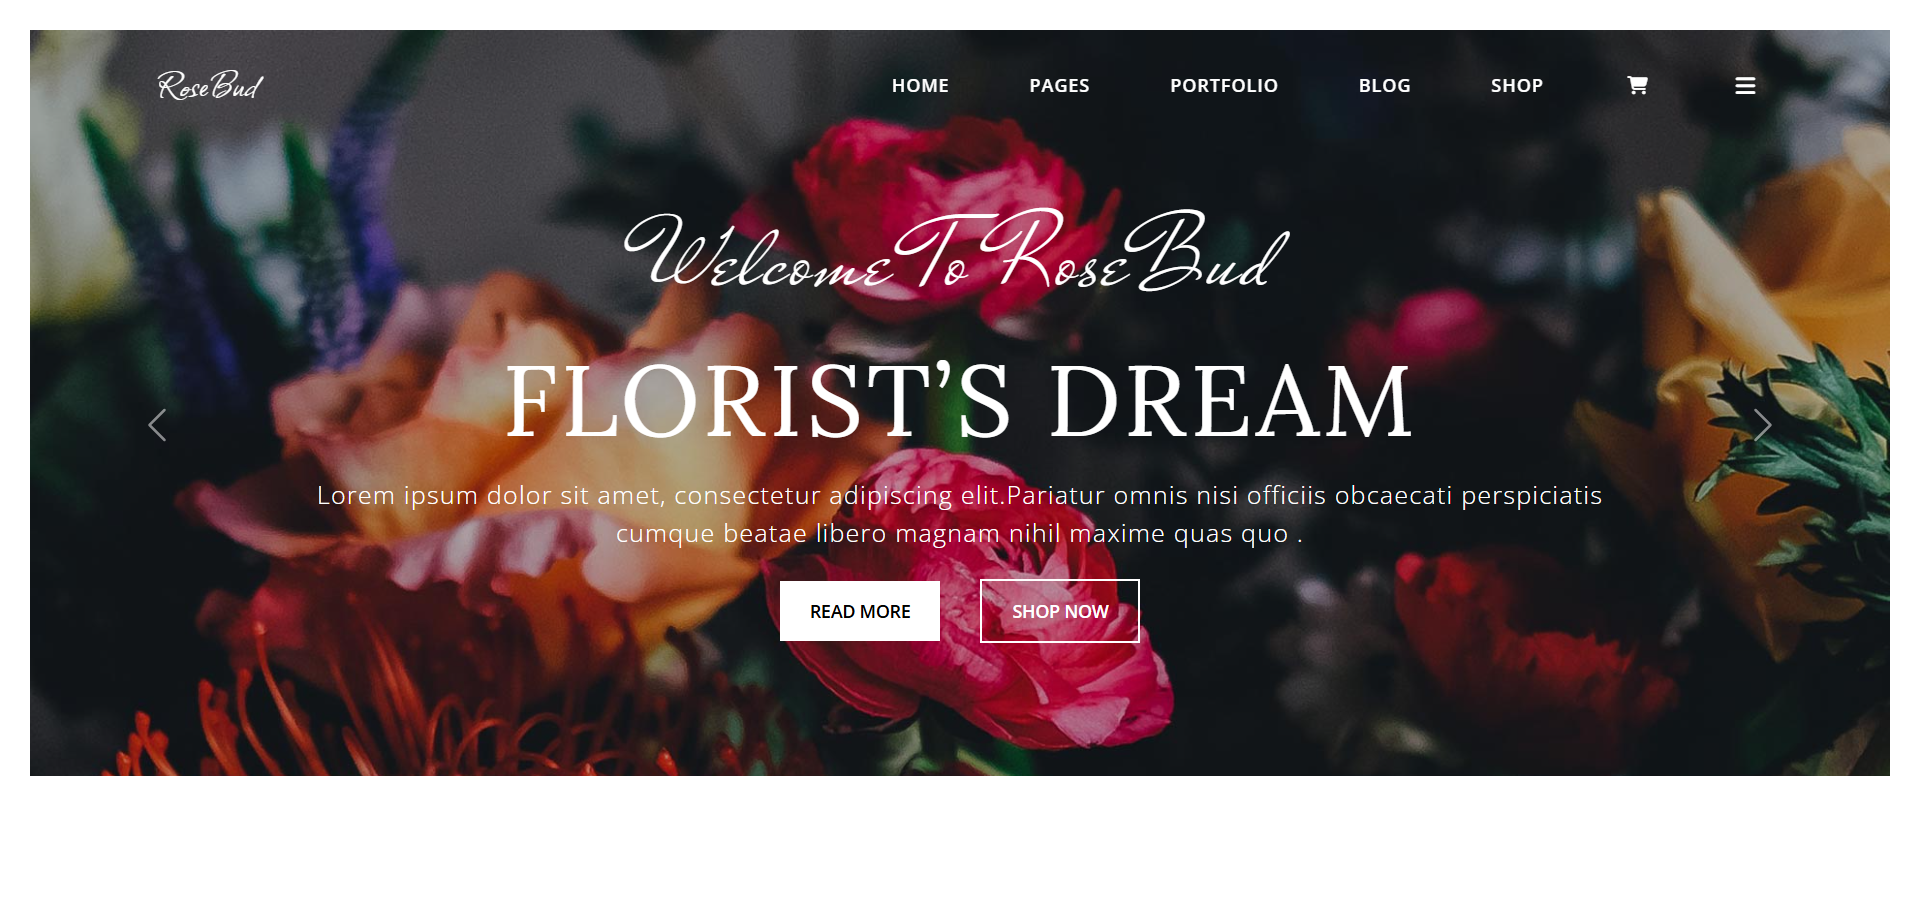 RoseBud
HOME PAGES PORTFOLIO BLOG SHOP
Welcome To RoseBud
FLORIST’S DREAM
Lorem ipsum dolor sit amet, consectetur adipiscing elit.Pariatur omnis nisi officiis obcaecati perspiciatis
cumque beatae libero magnam nihil maxime quas quo .
READ MORE SHOP NOW